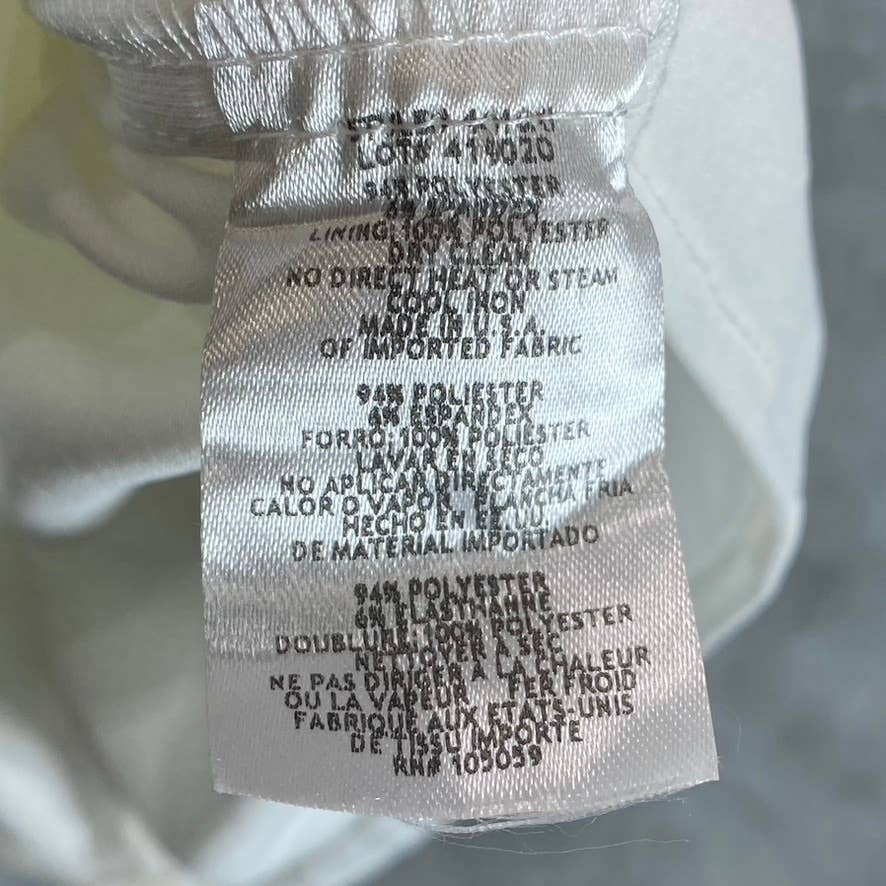 LOT# 414020
94% POLYESTER
6%
LINING: 100% POLYESTER
DRY CLEAN
NO DIRECT HEAT OR STEAM
COOL IRON
MADE IN U.S.A.
OF IMPORTED FABRIC
94% POLIESTER
6% ESPANDEX
FORRO: 100% POLIESTER
LAVAR EN SECO
NO APLICAR DIRECTAMENTE
CALOR O VAPOR PLANCHA FRIA
HECHO EN EE.UU.
DE MATERIAL IMPORTADO
94% POLYESTER
6% ELASTHANNE
DOUBLURE: 100% POLYESTER
NETTOYER A SEC
NE PAS DIRIGER A LA CHALEUR
OU LA VAPEUR FER FROID
FABRIQUE AUX ETATS-UNIS
DE TISSU IMPORTE
RN# 105039